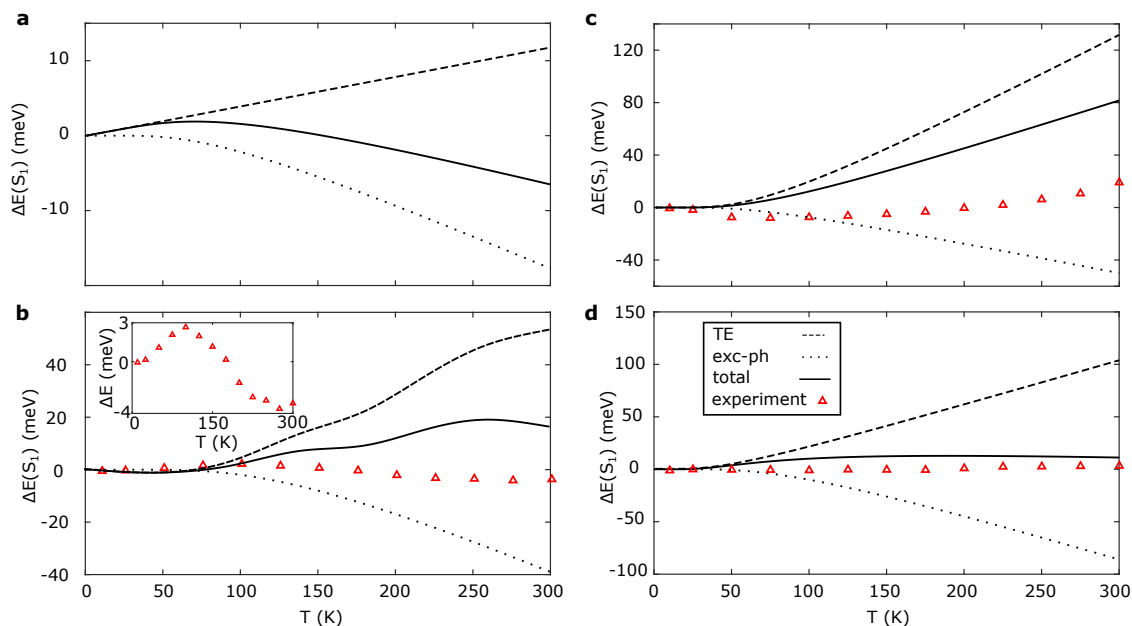 a
10
0
-10
ΔE(S₁) (meV)
b
40
20
0
-20
-40
ΔE(S₁) (meV)
0
50
100
150
200
250
300
T (K)
3
0
-4
ΔE (meV)
0
150
300
T (K)
c
120
80
40
0
-40
ΔE(S₁) (meV)
d
150
100
50
0
-50
-100
ΔE(S₁) (meV)
TE
exc-ph
total
experiment
0
50
100
150
200
250
300
T (K)